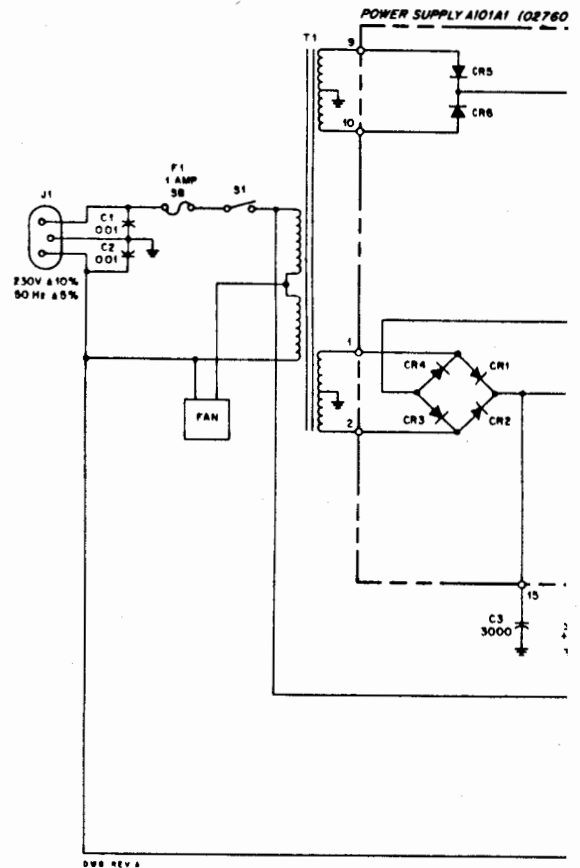 POWER SUPPLY A101A1 (02760
T1
9
CR5
CR6
10
F1
1 AMP
SB
S1
J1
C1
.001
C2
.001
230V ±10%
50 Hz ±5%
1
CR4
CR1
FAN
CR3
CR2
2
15
C3
3000
+
REV A